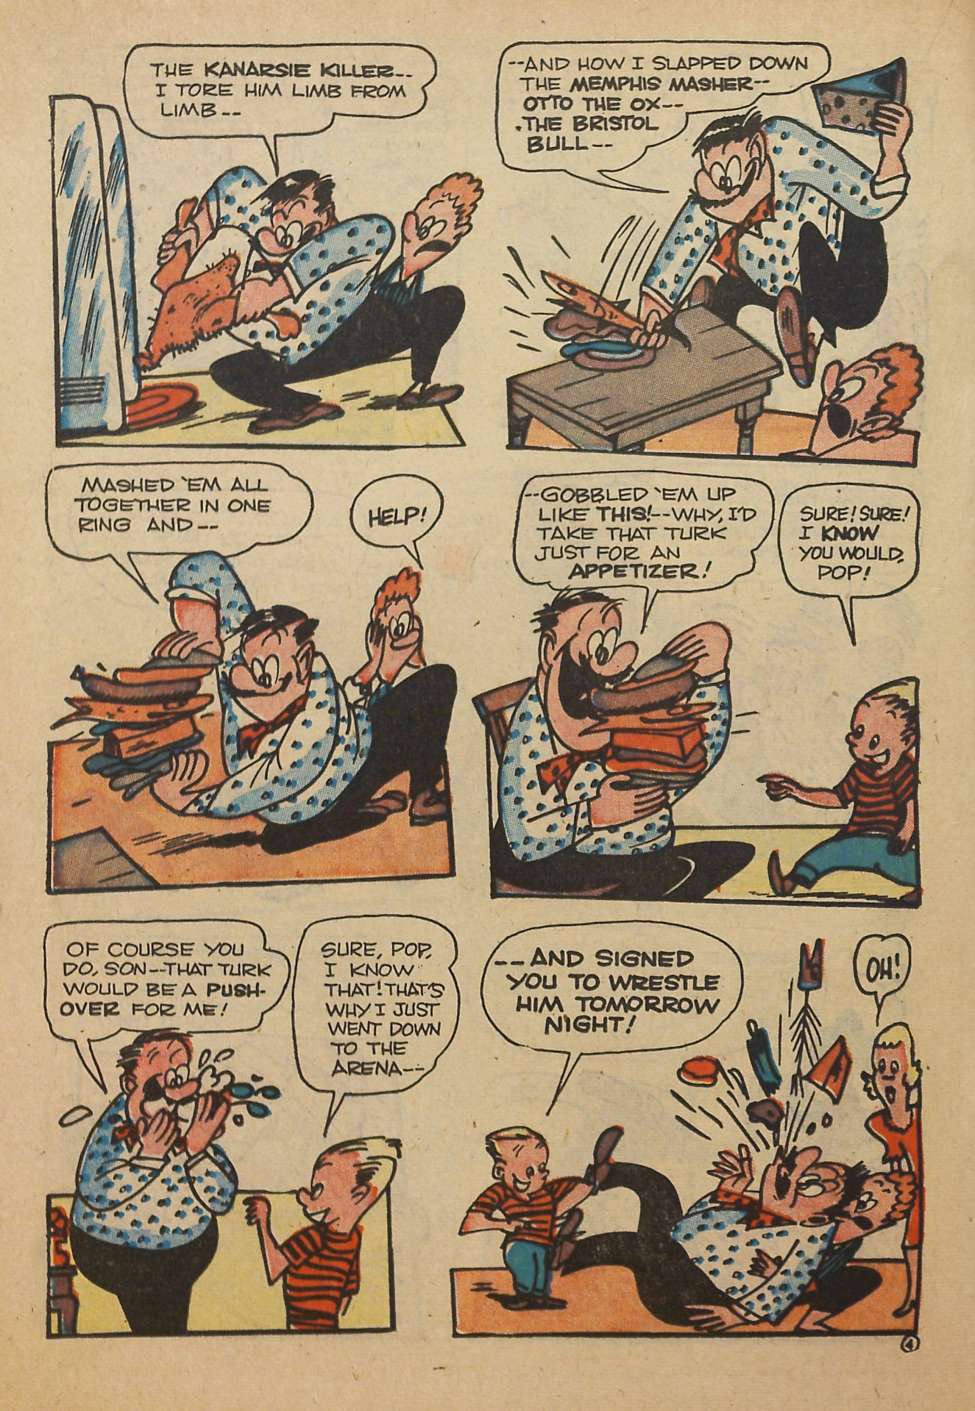 THE KANARSIE KILLER--
I TORE HIM LIMB FROM
LIMB--
--AND HOW I SLAPPED DOWN
THE MEMPHIS MASHER--
OTTO THE OX--
.THE BRISTOL
BULL--
MASHED 'EM ALL
TOGETHER IN ONE
RING AND--
HELP!
--GOBBLED 'EM UP
LIKE THIS!--WHY, I'D
TAKE THAT TURK
JUST FOR AN
APPETIZER!
SURE! SURE!
I KNOW
YOU WOULD,
POP!
OF COURSE YOU
DO, SON--THAT TURK
WOULD BE A PUSH-
OVER FOR ME!
SURE, POP,
I KNOW
THAT! THAT'S
WHY I JUST
WENT DOWN
TO THE
ARENA--
--AND SIGNED
YOU TO WRESTLE
HIM TOMORROW
NIGHT!
OH!
4